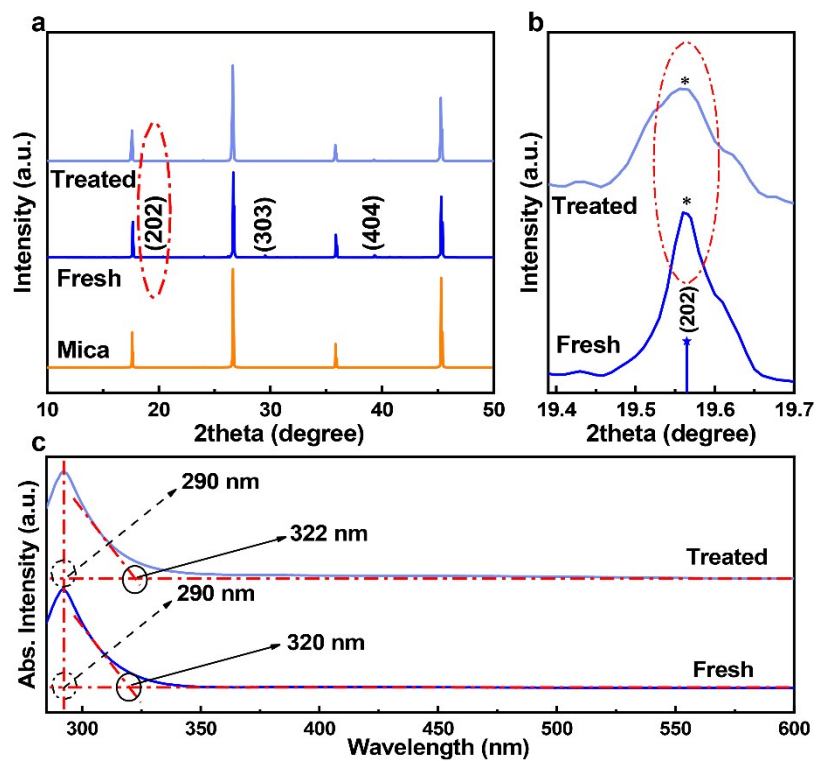 a
Intensity (a.u.)
Treated
(202)
(303)
(404)
Fresh
Mica
10 20 30 40 50
2theta (degree)
b
Intensity (a.u.)
*
Treated
*
(202)
Fresh
19.4 19.5 19.6 19.7
2theta (degree)
c
Abs. Intensity (a.u.)
290 nm
322 nm
Treated
290 nm
320 nm
Fresh
300 350 400 450 500 550 600
Wavelength (nm)